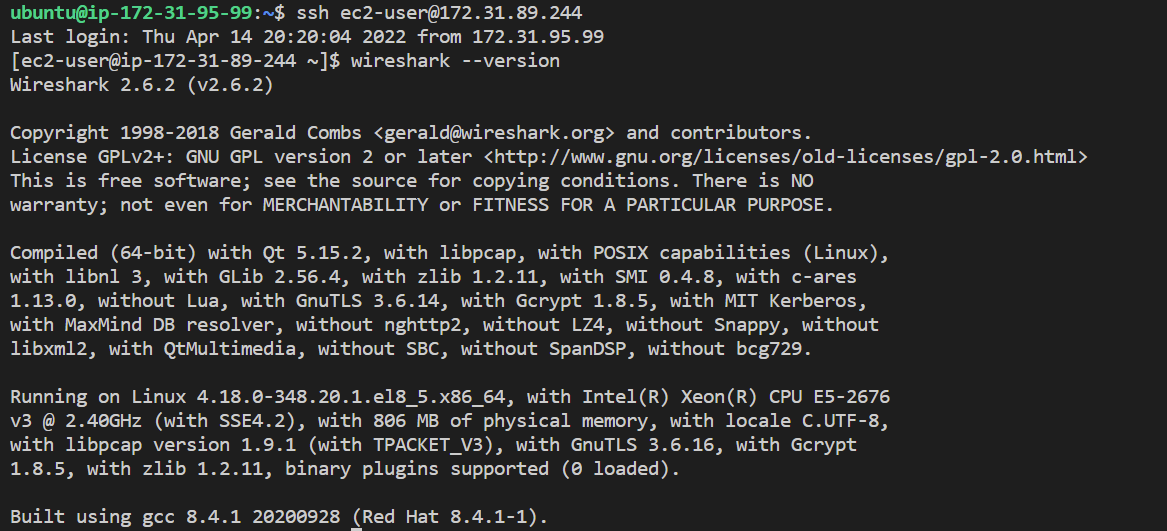 ubuntu@ip-172-31-95-99:~$ ssh ec2-user@172.31.89.244
Last login: Thu Apr 14 20:20:04 2022 from 172.31.95.99
[ec2-user@ip-172-31-89-244 ~]$ wireshark --version
Wireshark 2.6.2 (v2.6.2)

Copyright 1998-2018 Gerald Combs <gerald@wireshark.org> and contributors.
License GPLv2+: GNU GPL version 2 or later <http://www.gnu.org/licenses/old-licenses/gpl-2.0.html>
This is free software; see the source for copying conditions. There is NO
warranty; not even for MERCHANTABILITY or FITNESS FOR A PARTICULAR PURPOSE.

Compiled (64-bit) with Qt 5.15.2, with libpcap, with POSIX capabilities (Linux),
with libnl 3, with GLib 2.56.4, with zlib 1.2.11, with SMI 0.4.8, with c-ares
1.13.0, without Lua, with GnuTLS 3.6.14, with Gcrypt 1.8.5, with MIT Kerberos,
with MaxMind DB resolver, without nghttp2, without LZ4, without Snappy, without
libxml2, with QtMultimedia, without SBC, without SpanDSP, without bcg729.

Running on Linux 4.18.0-348.20.1.el8_5.x86_64, with Intel(R) Xeon(R) CPU E5-2676
v3 @ 2.40GHz (with SSE4.2), with 806 MB of physical memory, with locale C.UTF-8,
with libpcap version 1.9.1 (with TPACKET_V3), with GnuTLS 3.6.16, with Gcrypt
1.8.5, with zlib 1.2.11, binary plugins supported (0 loaded).

Built using gcc 8.4.1 20200928 (Red Hat 8.4.1-1).